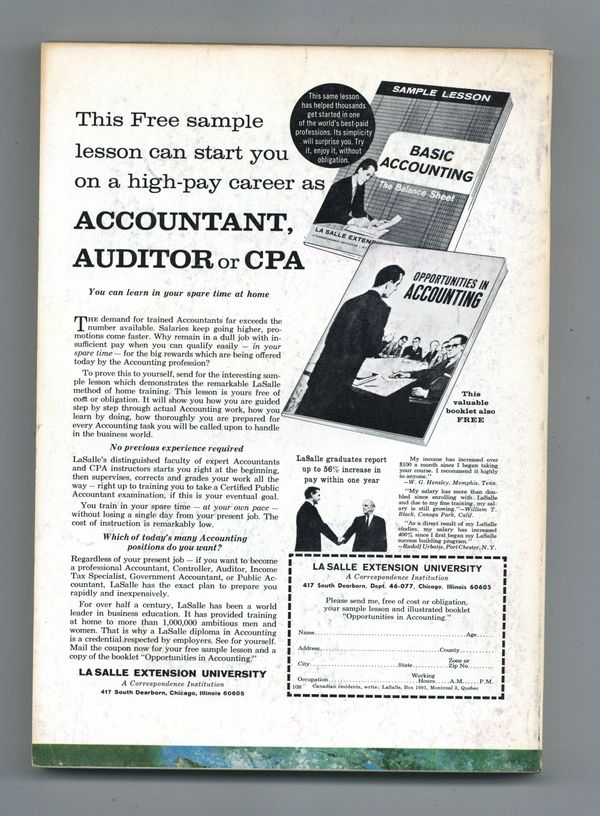 This Free sample
lesson can start you
on a high-pay career as
ACCOUNTANT,
AUDITOR or CPA
You can learn in your spare time at home
THE demand for trained Accountants far exceeds the
number available. Salaries keep going higher, pro-
motions come faster. Why remain in a dull job with in-
sufficient pay when you can qualify easily — in your
spare time — for the big rewards which are being offered
today by the Accounting profession?
To prove this to yourself, send for the interesting sam-
ple lesson which demonstrates the remarkable LaSalle
method of home training. This lesson is yours free of
cost or obligation. It will show you how you are guided
step by step through actual Accounting work, how you
learn by doing, how thoroughly you are prepared for
every Accounting task you will be called upon to handle
in the business world.
No previous experience required
LaSalle's distinguished faculty of expert Accountants
and CPA instructors starts you right at the beginning,
then supervises, corrects and grades your work all the
way — right up to training you to take a Certified Public
Accountant examination, if this is your eventual goal.
You train in your spare time — at your own pace —
without losing a single day from your present job. The
cost of instruction is remarkably low.
Which of today's many Accounting
positions do you want?
Regardless of your present job — if you want to become
a professional Accountant, Controller, Auditor, Income
Tax Specialist, Government Accountant, or Public Ac-
countant, LaSalle has the exact plan to prepare you
rapidly and inexpensively.
For over half a century, LaSalle has been a world
leader in business education. It has provided training
at home to more than 1,000,000 ambitious men and
women. That is why a LaSalle diploma in Accounting
is a credential respected by employers. See for yourself.
Mail the coupon now for your free sample lesson and a
copy of the booklet "Opportunities in Accounting."
LA SALLE EXTENSION UNIVERSITY
A Correspondence Institution
417 South Dearborn, Chicago, Illinois 60605
This same lesson
has helped thousands
get started in one
of the world's best-paid
professions. Its simplicity
will surprise you. Try
it, enjoy it, without
obligation.
SAMPLE LESSON
BASIC
ACCOUNTING
The Balance Sheet
LA SALLE EXTENS
OPPORTUNITIES IN
ACCOUNTING
This
valuable
booklet also
FREE
LaSalle graduates report
up to 56% increase in
pay within one year
My income has increased over
$100 a month since I began taking
your course. I recommend it highly
to anyone."
—W. G. Hensley, Memphis, Tenn.
"My salary has more than dou-
bled since enrolling with LaSalle
and due to my fine training, my sal-
ary is still growing."—William T.
Black, Canoga Park, Calif.
"As a direct result of my LaSalle
studies, my salary has increased
400%, since I first began my LaSalle
success building program."
—Rudolf Urbatis, Port Chester, N. Y.
LA SALLE EXTENSION UNIVERSITY
A Correspondence Institution
417 South Dearborn, Dept. 46-077, Chicago, Illinois 60605
Please send me, free of cost or obligation,
your sample lesson and illustrated booklet
"Opportunities in Accounting."
Name Age
Address County
City State Zone or Zip No.
Occupation Working Hours A.M. P.M.
108 Canadian residents, write: LaSalle, Box 1001, Montreal 3, Quebec